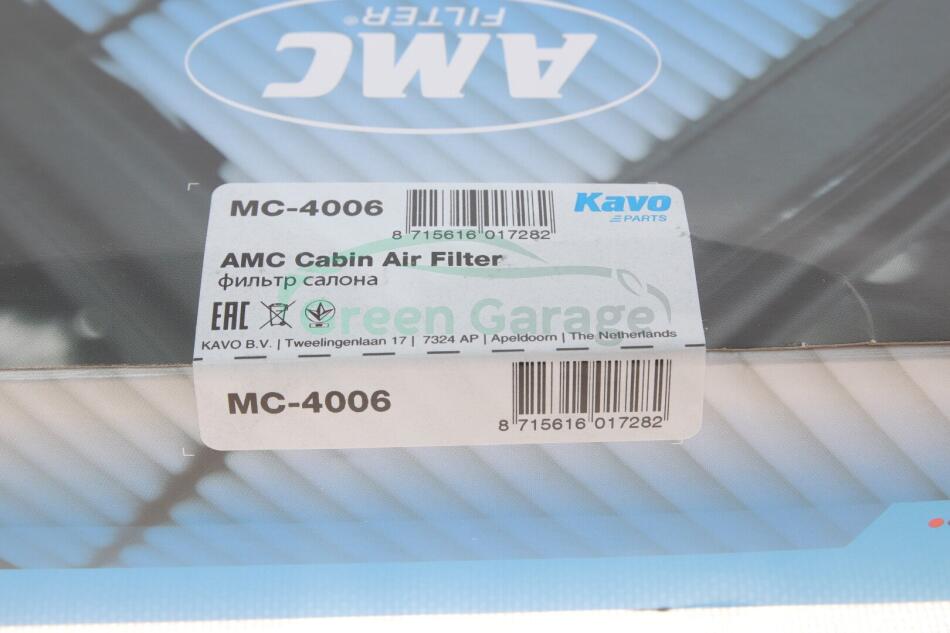 AMC
FILTER®
MC-4006
8 715616 017282
Kavo
PARTS
AMC Cabin Air Filter
фильтр салона
EAC
Green Garage
KAVO B.V. | Tweelingenlaan 17 | 7324 AP | Apeldoorn | The Netherlands
MC-4006
8 715616 017282